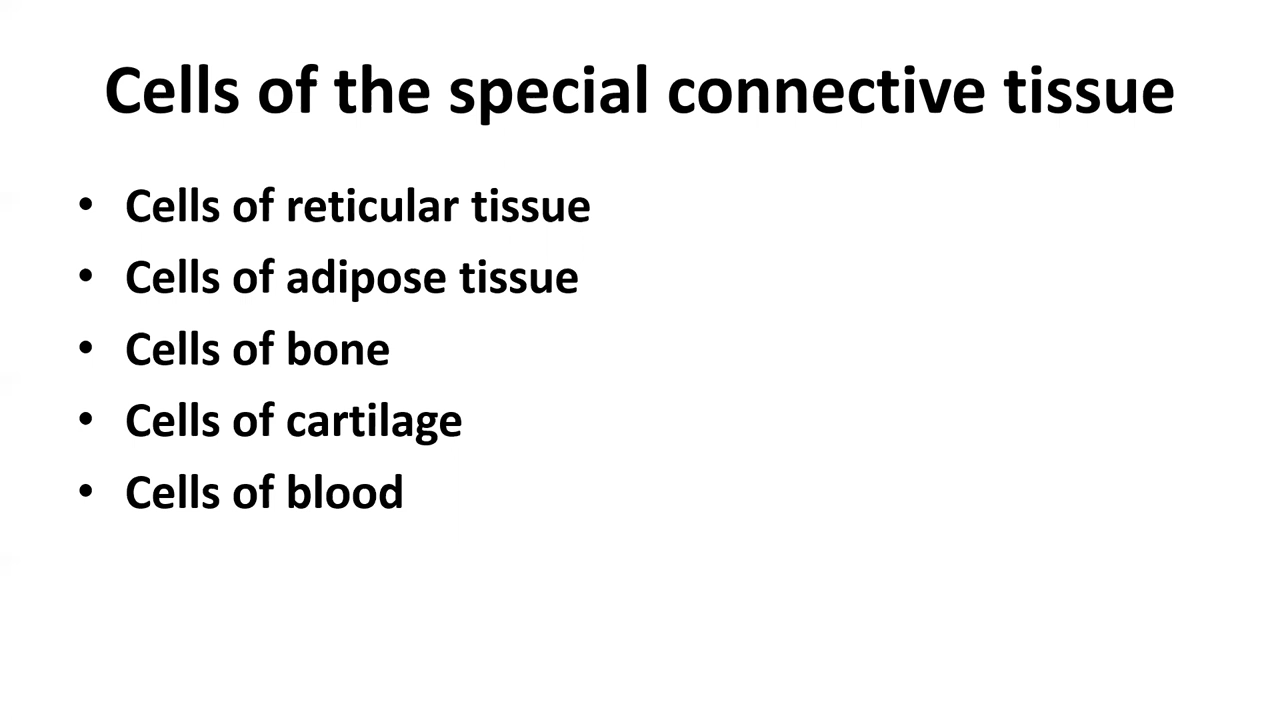 Cells of the special connective tissue
• Cells of reticular tissue
• Cells of adipose tissue
• Cells of bone
• Cells of cartilage
• Cells of blood